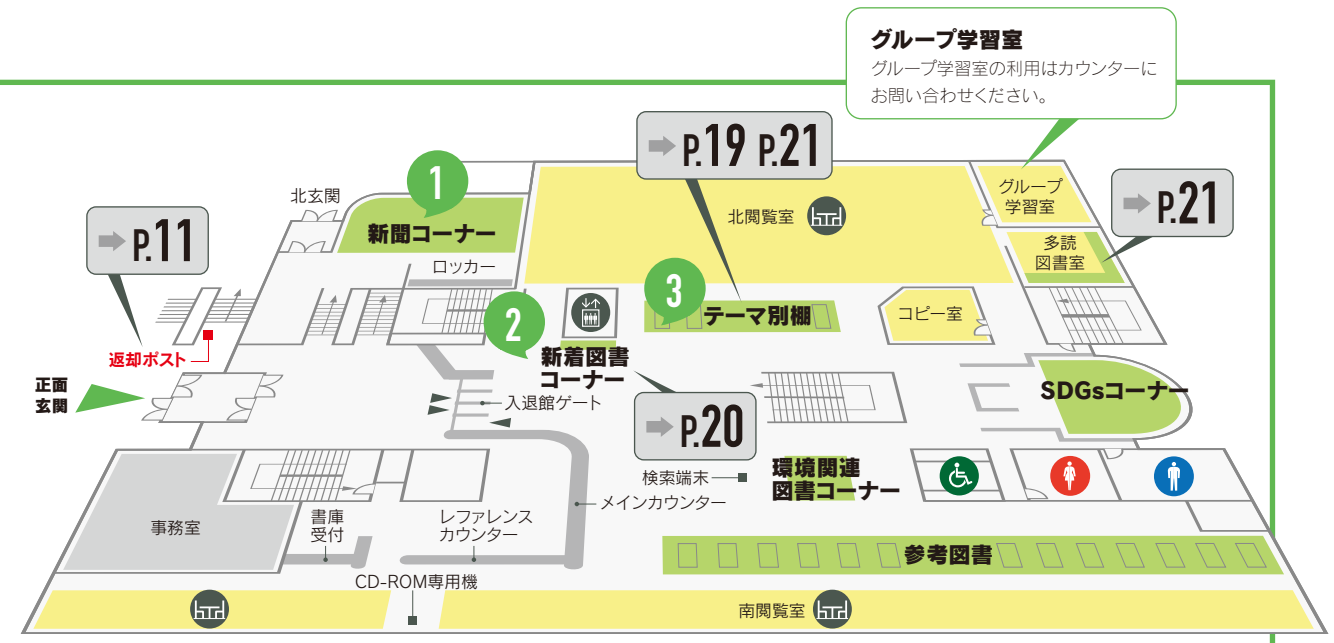 グループ学習室
グループ学習室の利用はカウンターに
お問い合わせください。
P.19 P.21
1
北玄関
新聞コーナー
北閲覧室
グループ
学習室
P.21
P.11
ロッカー
多読
図書室
3
テーマ別棚
コピー室
2
新着図書
コーナー
返却ポスト
正面
玄関
入退館ゲート
SDGsコーナー
P.20
検索端末
環境関連
図書コーナー
メインカウンター
事務室
書庫
受付
レファレンス
カウンター
参考図書
CD-ROM専用機
南閲覧室